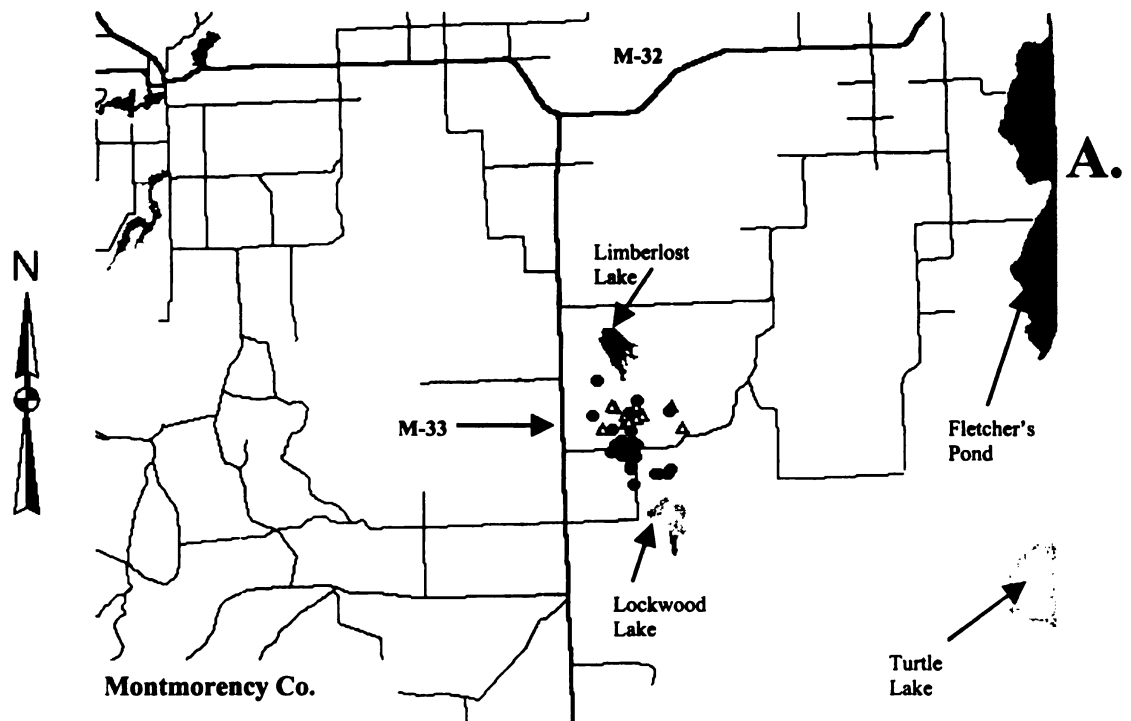 M-32
A.
N
Limberlost
Lake
M-33
Fletcher's
Pond
Lockwood
Lake
Turtle
Lake
Montmorency Co.